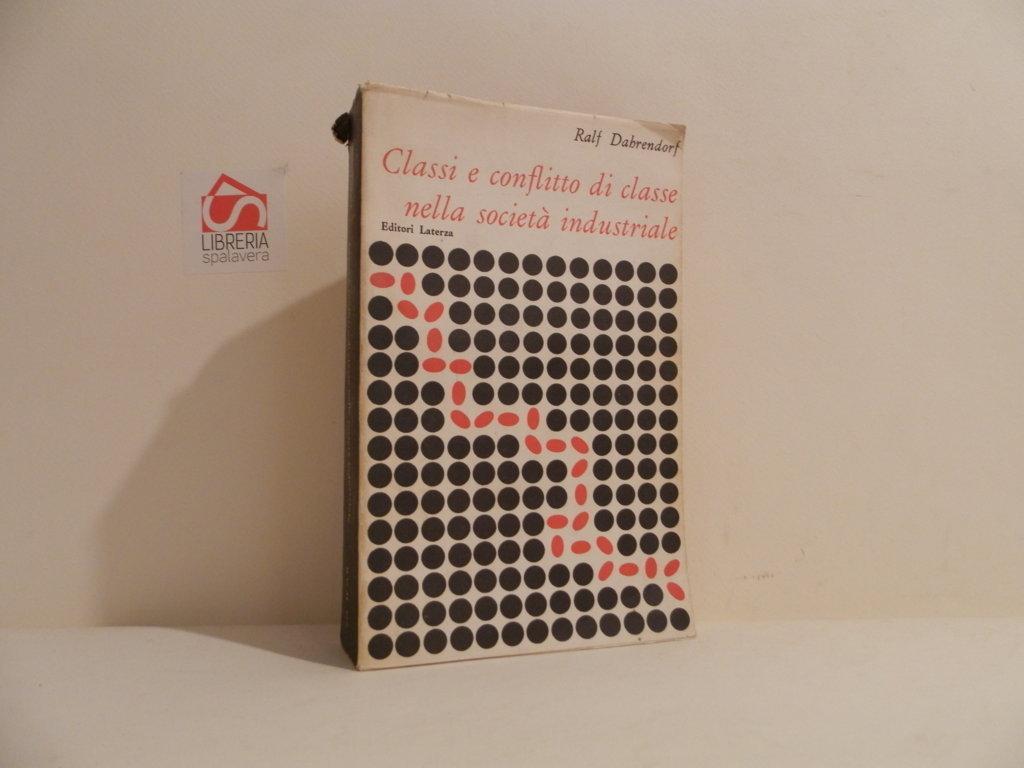 Ralf Dahrendorf
Classi e conflitto di classe
nella società industriale
Editori Laterza
LIBRERIA
spalavera